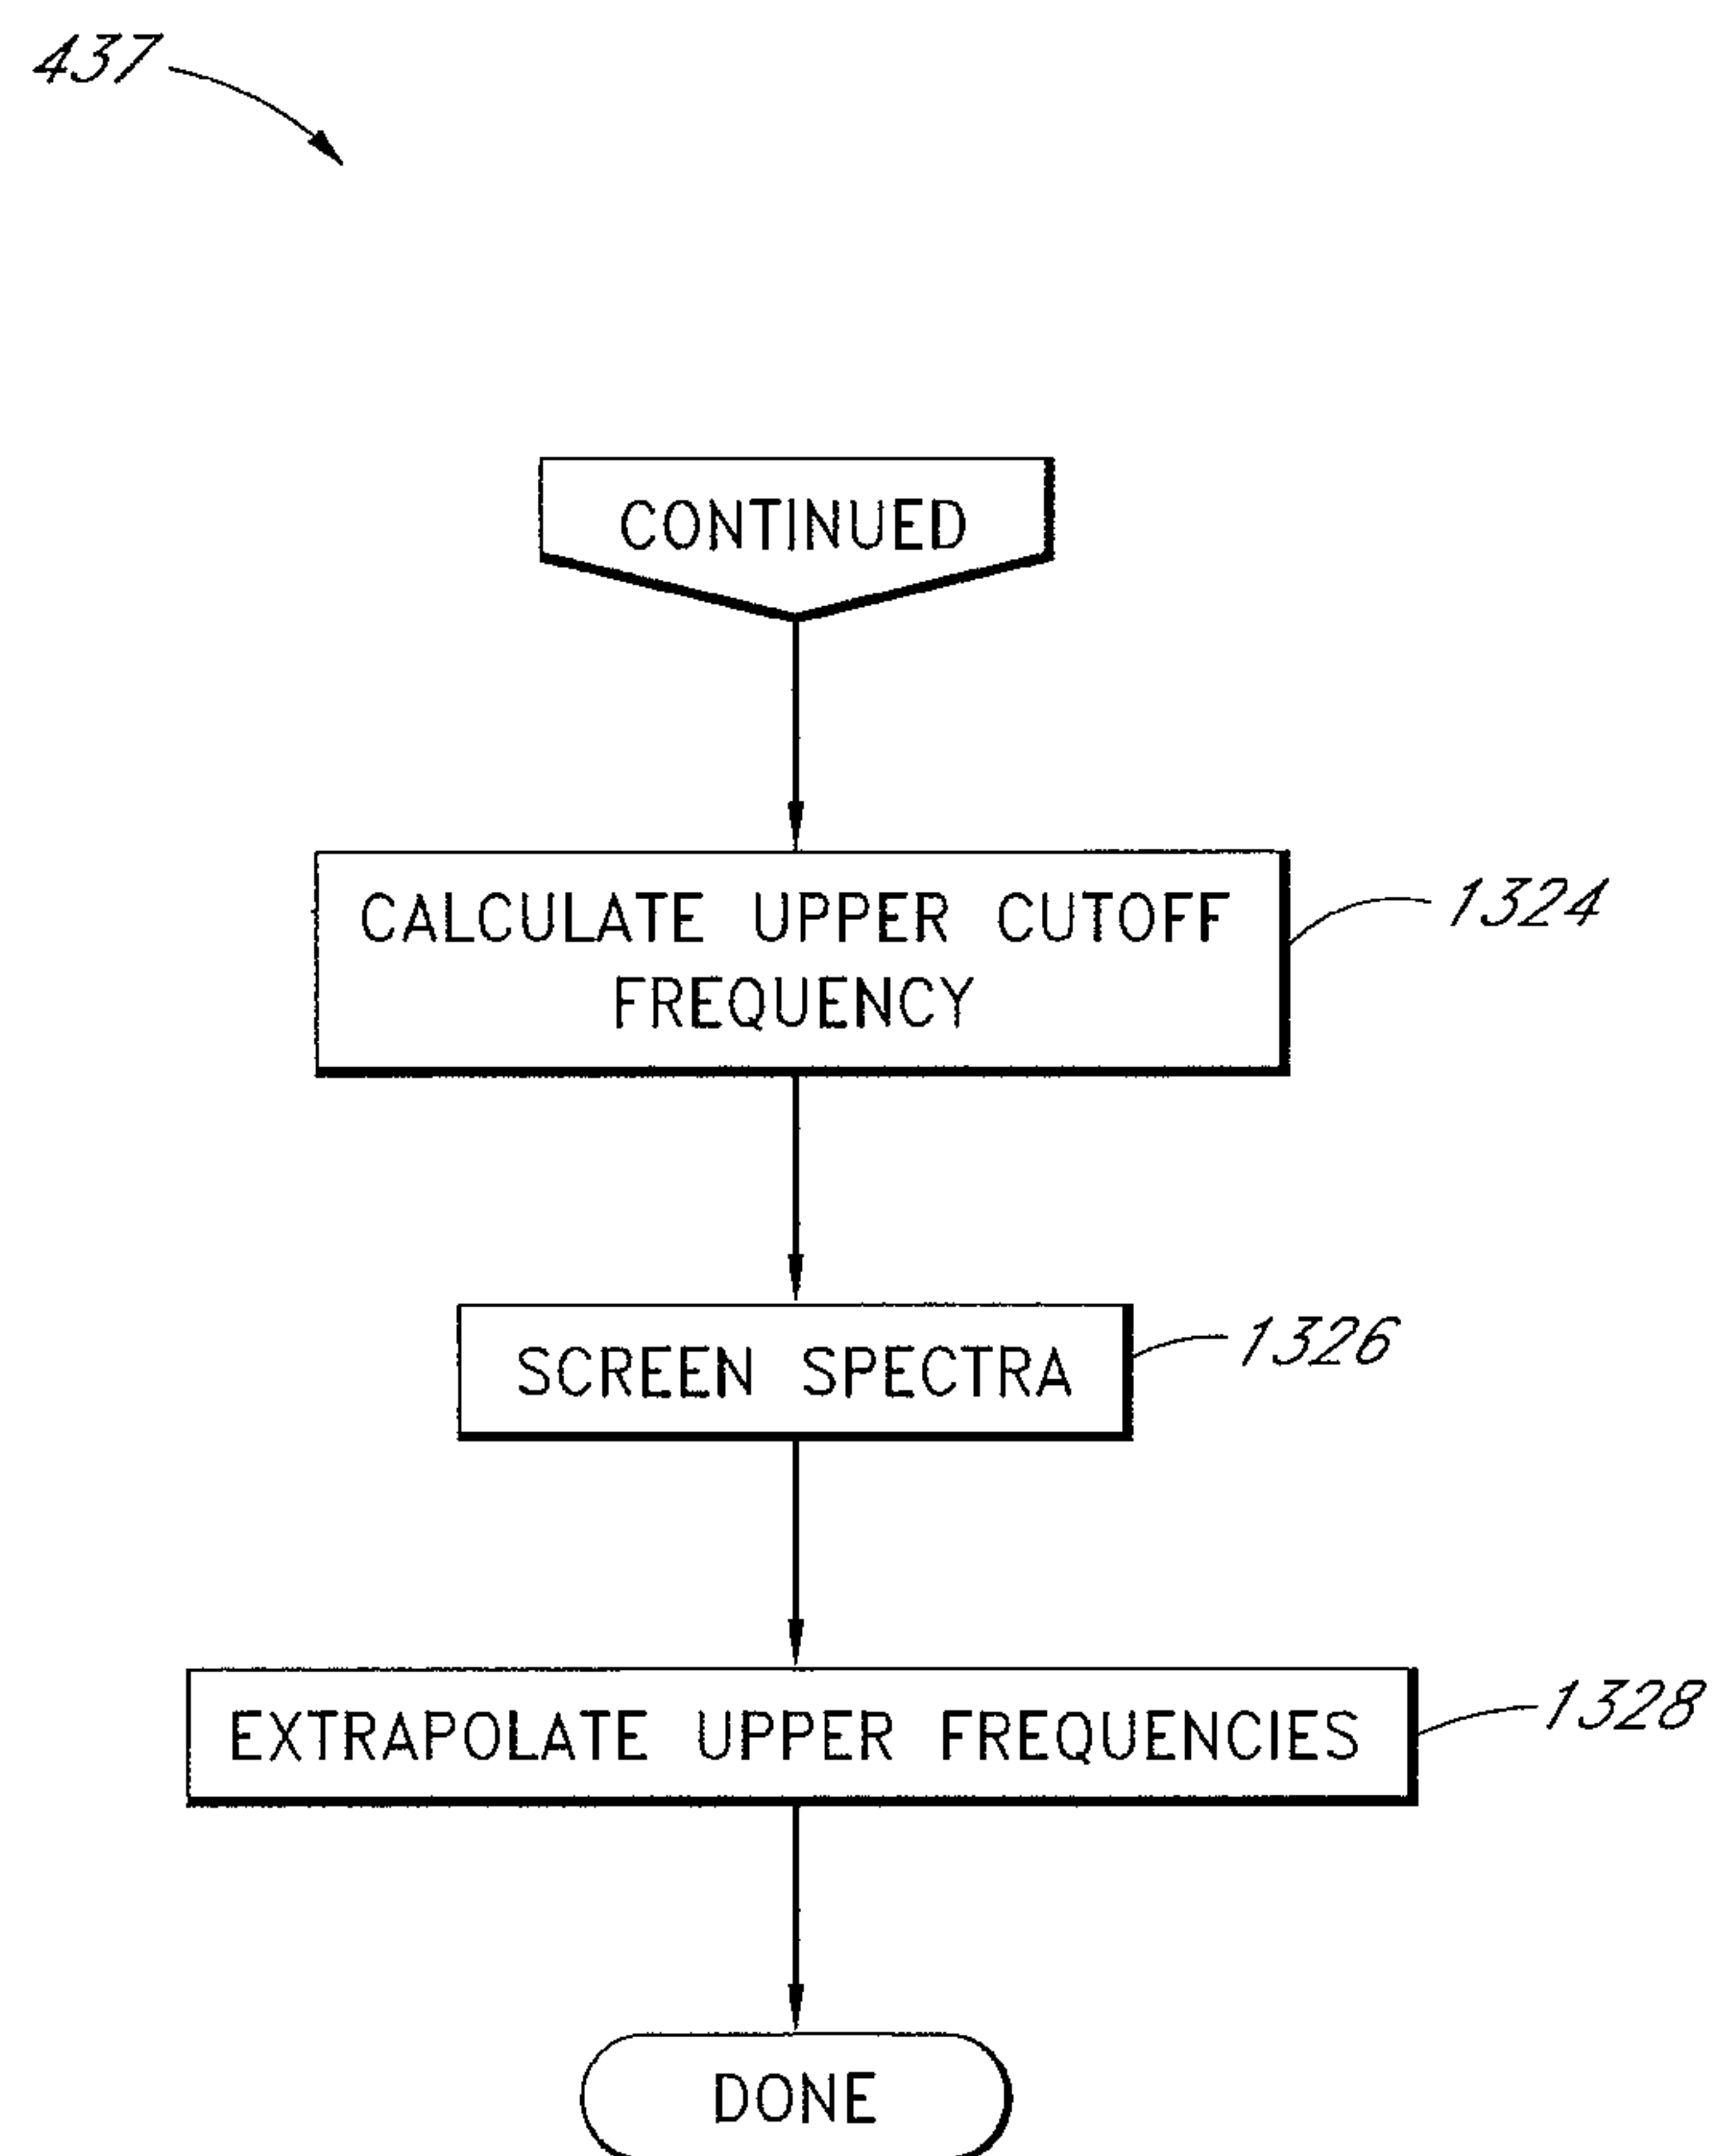 437
CONTINUED
CALCULATE UPPER CUTOFF
FREQUENCY
1324
SCREEN SPECTRA
1326
EXTRAPOLATE UPPER FREQUENCIES
1328
DONE